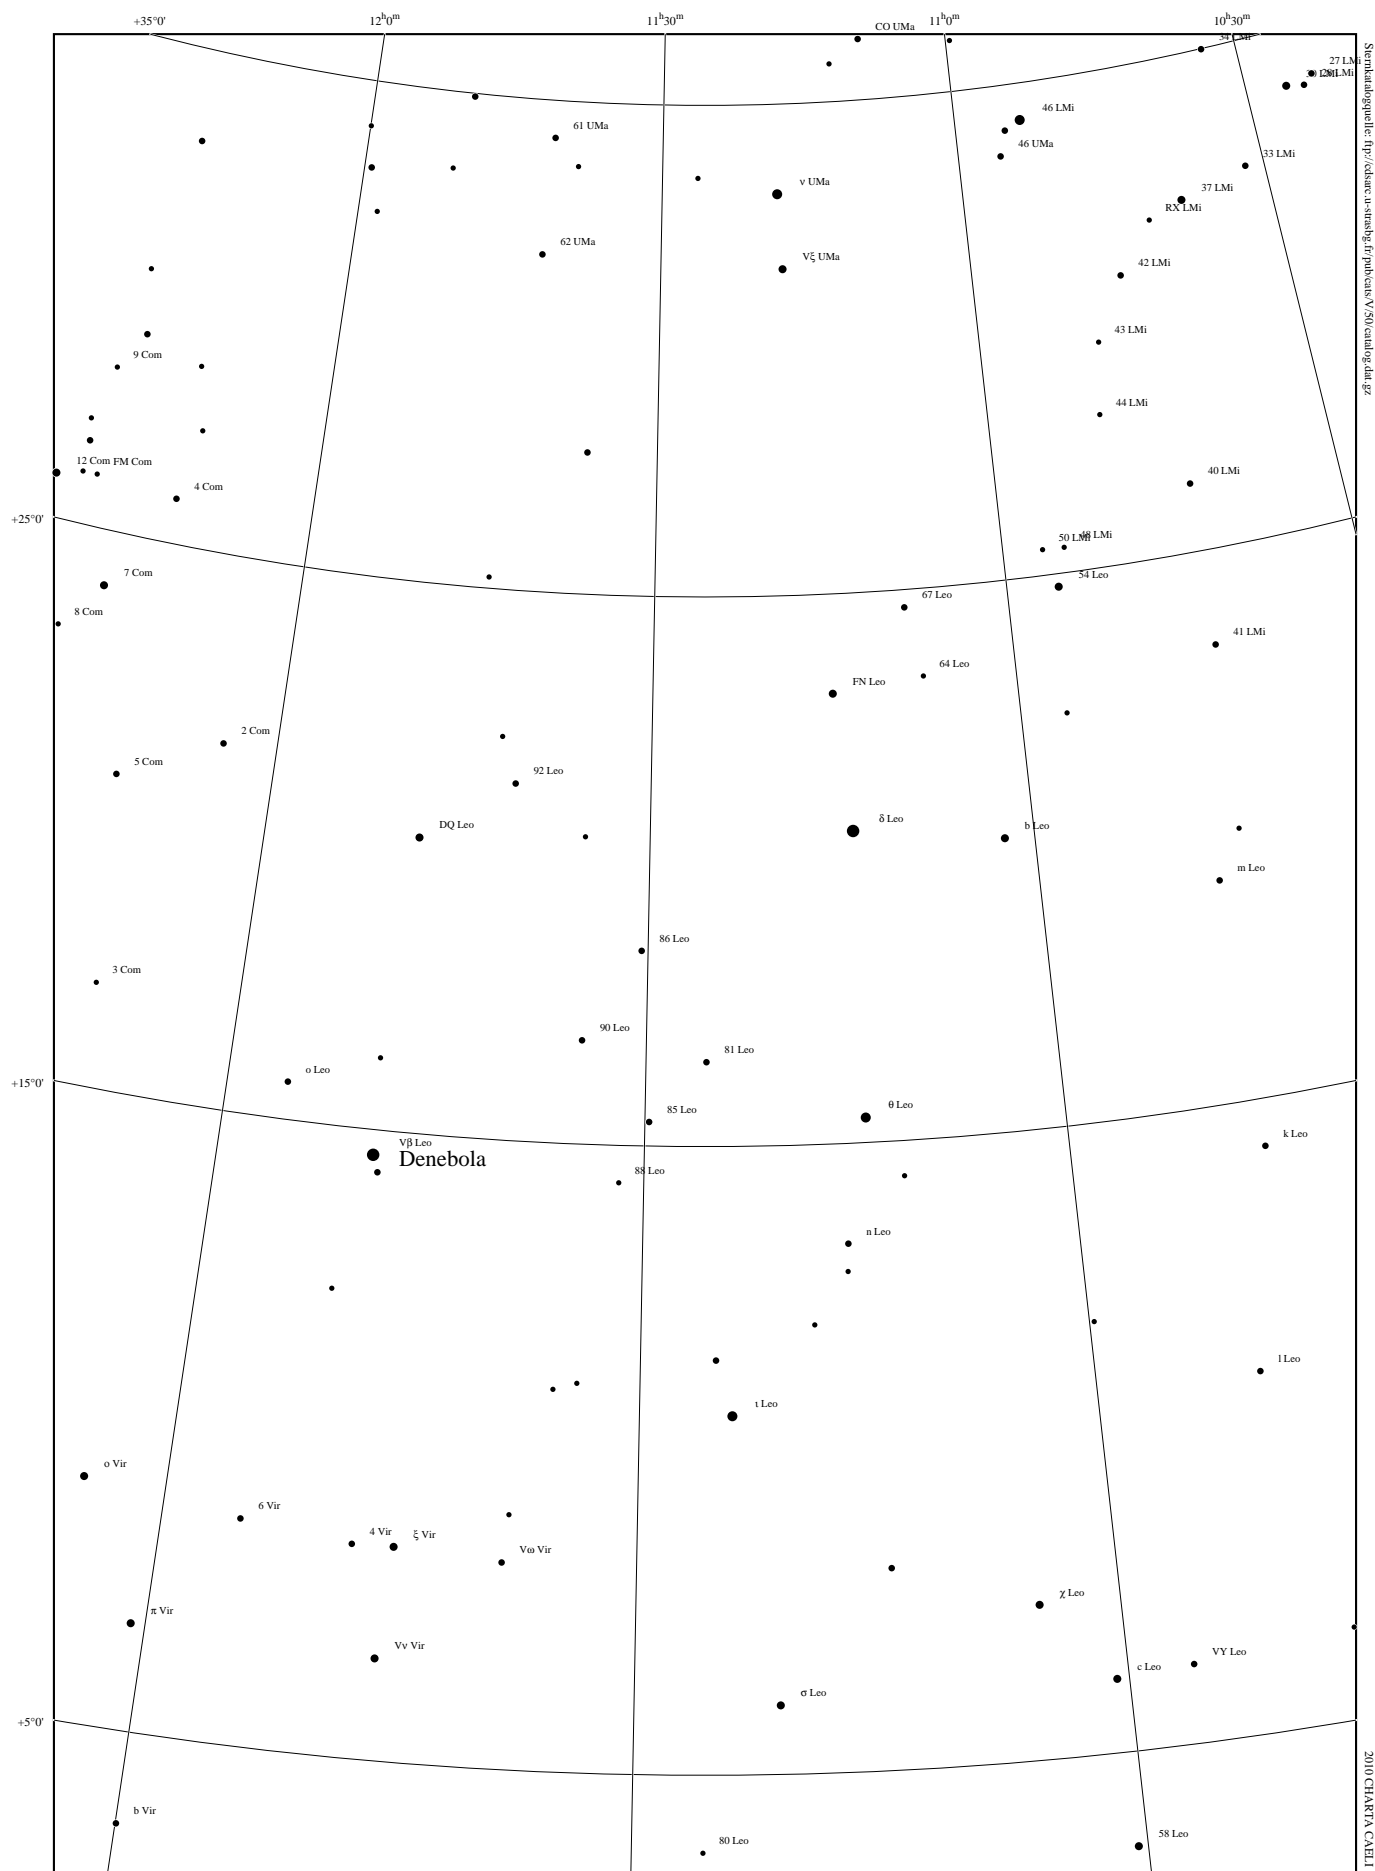 +35°0'
12h0m
11h30m
11h0m
10h30m
CO UMa
34 LMi
27 LMi
28 LMi
30 LMi
46 LMi
61 UMa
46 UMa
33 LMi
ν UMa
37 LMi
RX LMi
62 UMa
Vξ UMa
42 LMi
43 LMi
9 Com
44 LMi
12 Com
FM Com
40 LMi
4 Com
+25°0'
50 LMi
48 LMi
7 Com
54 Leo
67 Leo
8 Com
41 LMi
64 Leo
FN Leo
2 Com
5 Com
92 Leo
DQ Leo
δ Leo
b Leo
m Leo
86 Leo
3 Com
90 Leo
81 Leo
o Leo
+15°0'
85 Leo
θ Leo
k Leo
Vβ Leo
Denebola
88 Leo
n Leo
l Leo
ι Leo
o Vir
6 Vir
4 Vir
ξ Vir
Vω Vir
χ Leo
π Vir
Vν Vir
VY Leo
c Leo
σ Leo
+5°0'
b Vir
80 Leo
58 Leo
Sternkatalogquelle: ftp://cdsarc.u-strasbg.fr/pub/cats/V/50/catalog.dat.gz
2010 CHARTA CAELI